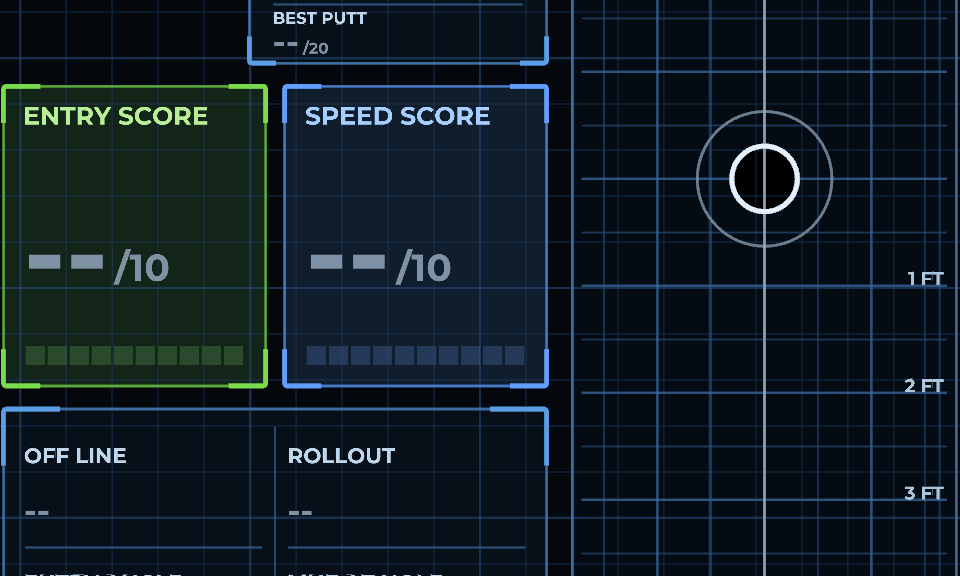 BEST PUTT
-- /20
ENTRY SCORE
-- /10
SPEED SCORE
-- /10
OFF LINE
--
ROLLOUT
--
1 FT
2 FT
3 FT